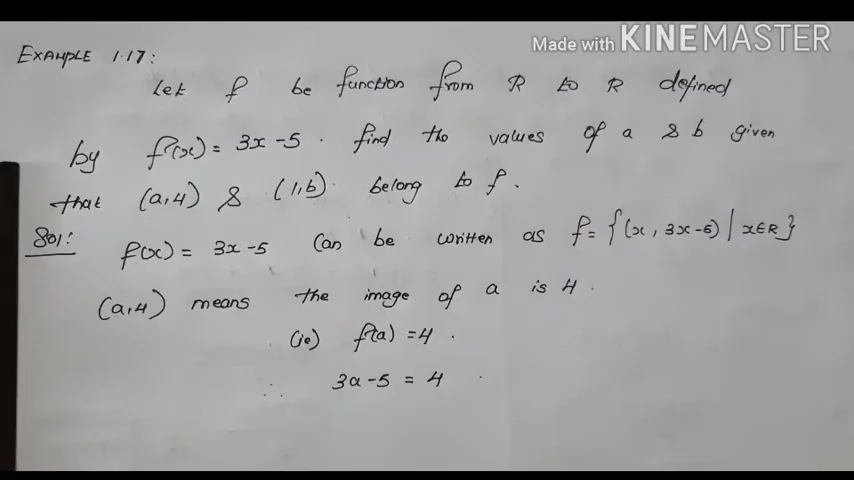 Made with KINEMASTER
EXAMPLE 1.17:
Let f be function from R to R defined
by f(x) = 3x - 5. find the values of a & b given
that (a,4) & (1,b) belong to f.
Sol:
f(x) = 3x - 5 Can be written as f = {(x, 3x - 5) | x∈R}
(a,4) means the image of a is 4.
(ie) f(a) = 4.
∴ 3a - 5 = 4